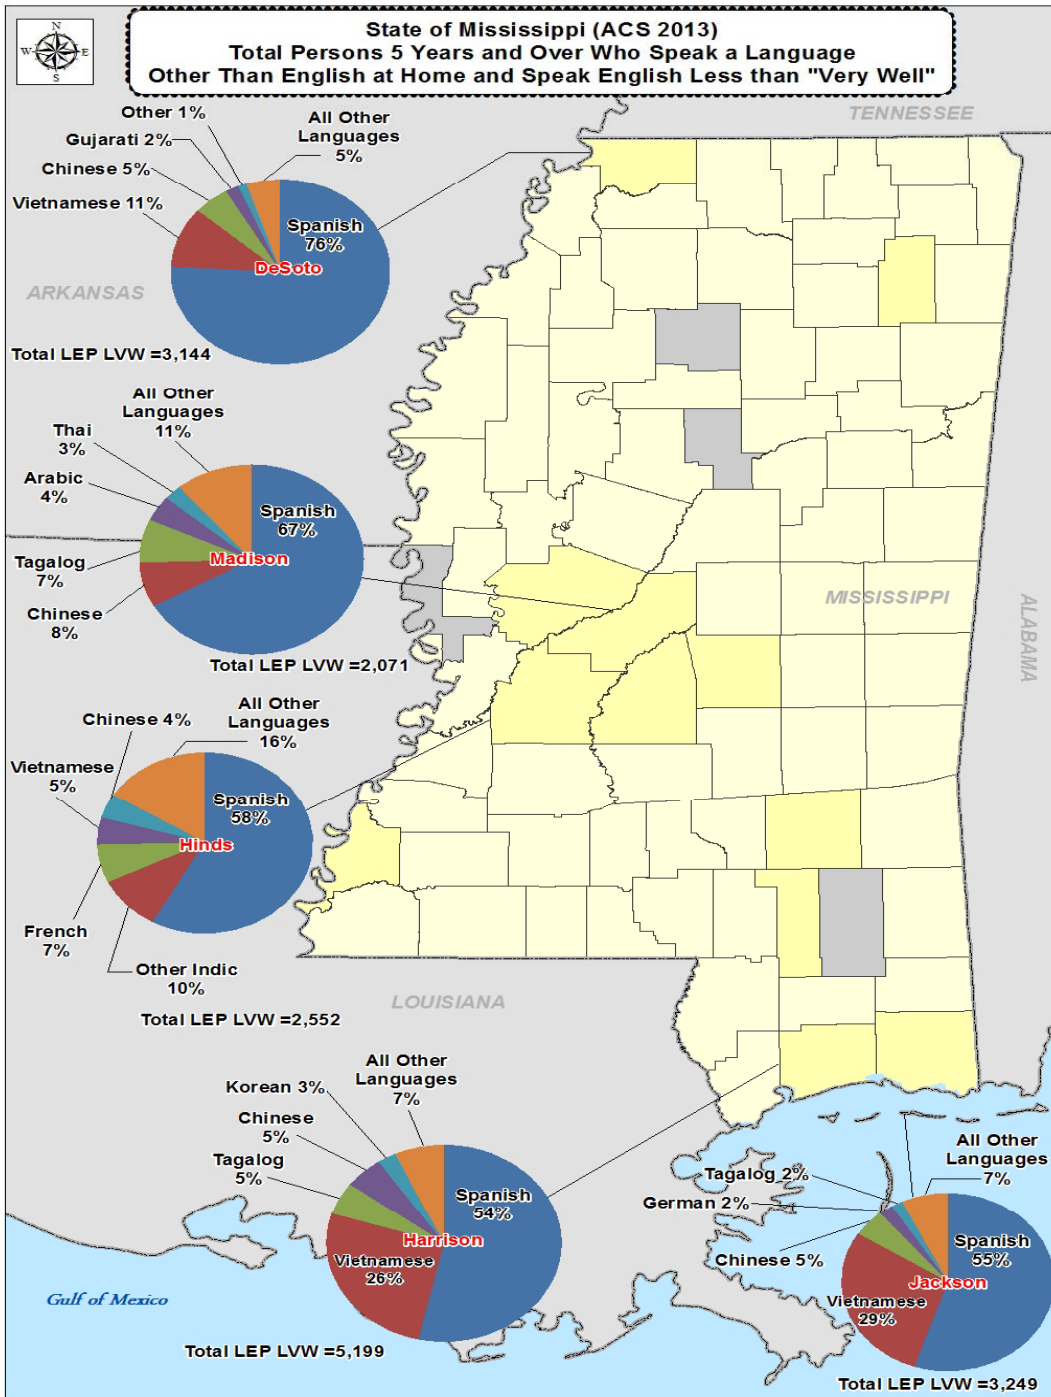 State of Mississippi (ACS 2013)
Total Persons 5 Years and Over Who Speak a Language
Other Than English at Home and Speak English Less than "Very Well"
N
W
E
S
TENNESSEE
ARKANSAS
MISSISSIPPI
ALABAMA
LOUISIANA
Gulf of Mexico
Other 1%
Gujarati 2%
Chinese 5%
Vietnamese 11%
All Other
Languages
5%
Spanish
76%
DeSoto
Total LEP LVW =3,144
All Other
Languages
11%
Thai
3%
Arabic
4%
Tagalog
7%
Chinese
8%
Spanish
67%
Madison
Total LEP LVW =2,071
Chinese 4%
All Other
Languages
16%
Vietnamese
5%
Spanish
58%
Hinds
French
7%
Other Indic
10%
Total LEP LVW =2,552
All Other
Languages
7%
Korean 3%
Chinese
5%
Tagalog
5%
Spanish
54%
Harrison
Vietnamese
26%
Total LEP LVW =5,199
All Other
Languages
7%
Tagalog 2%
German 2%
Chinese 5%
Spanish
55%
Jackson
Vietnamese
29%
Total LEP LVW =3,249